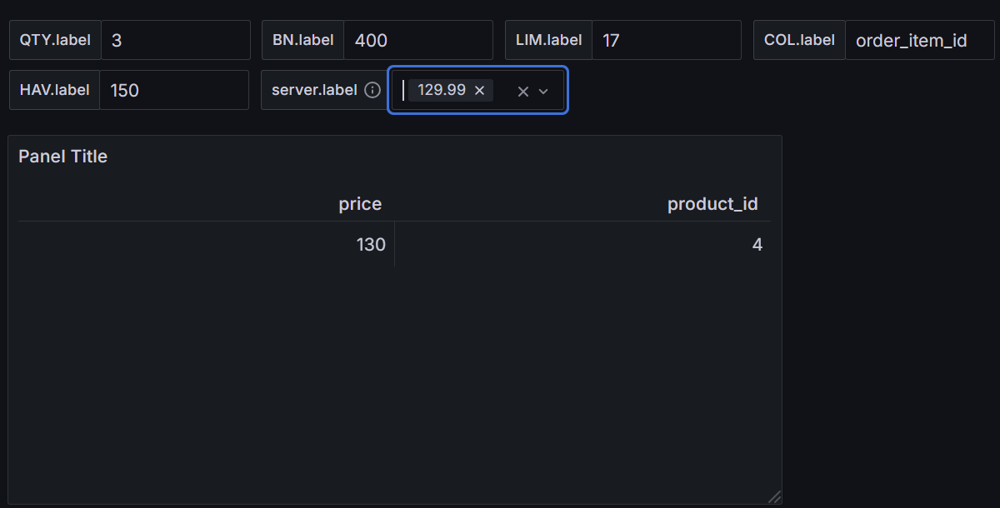 QTY.label 3 BN.label 400 LIM.label 17 COL.label order_item_id
HAV.label 150 server.label 129.99
Panel Title
price product_id
130 4